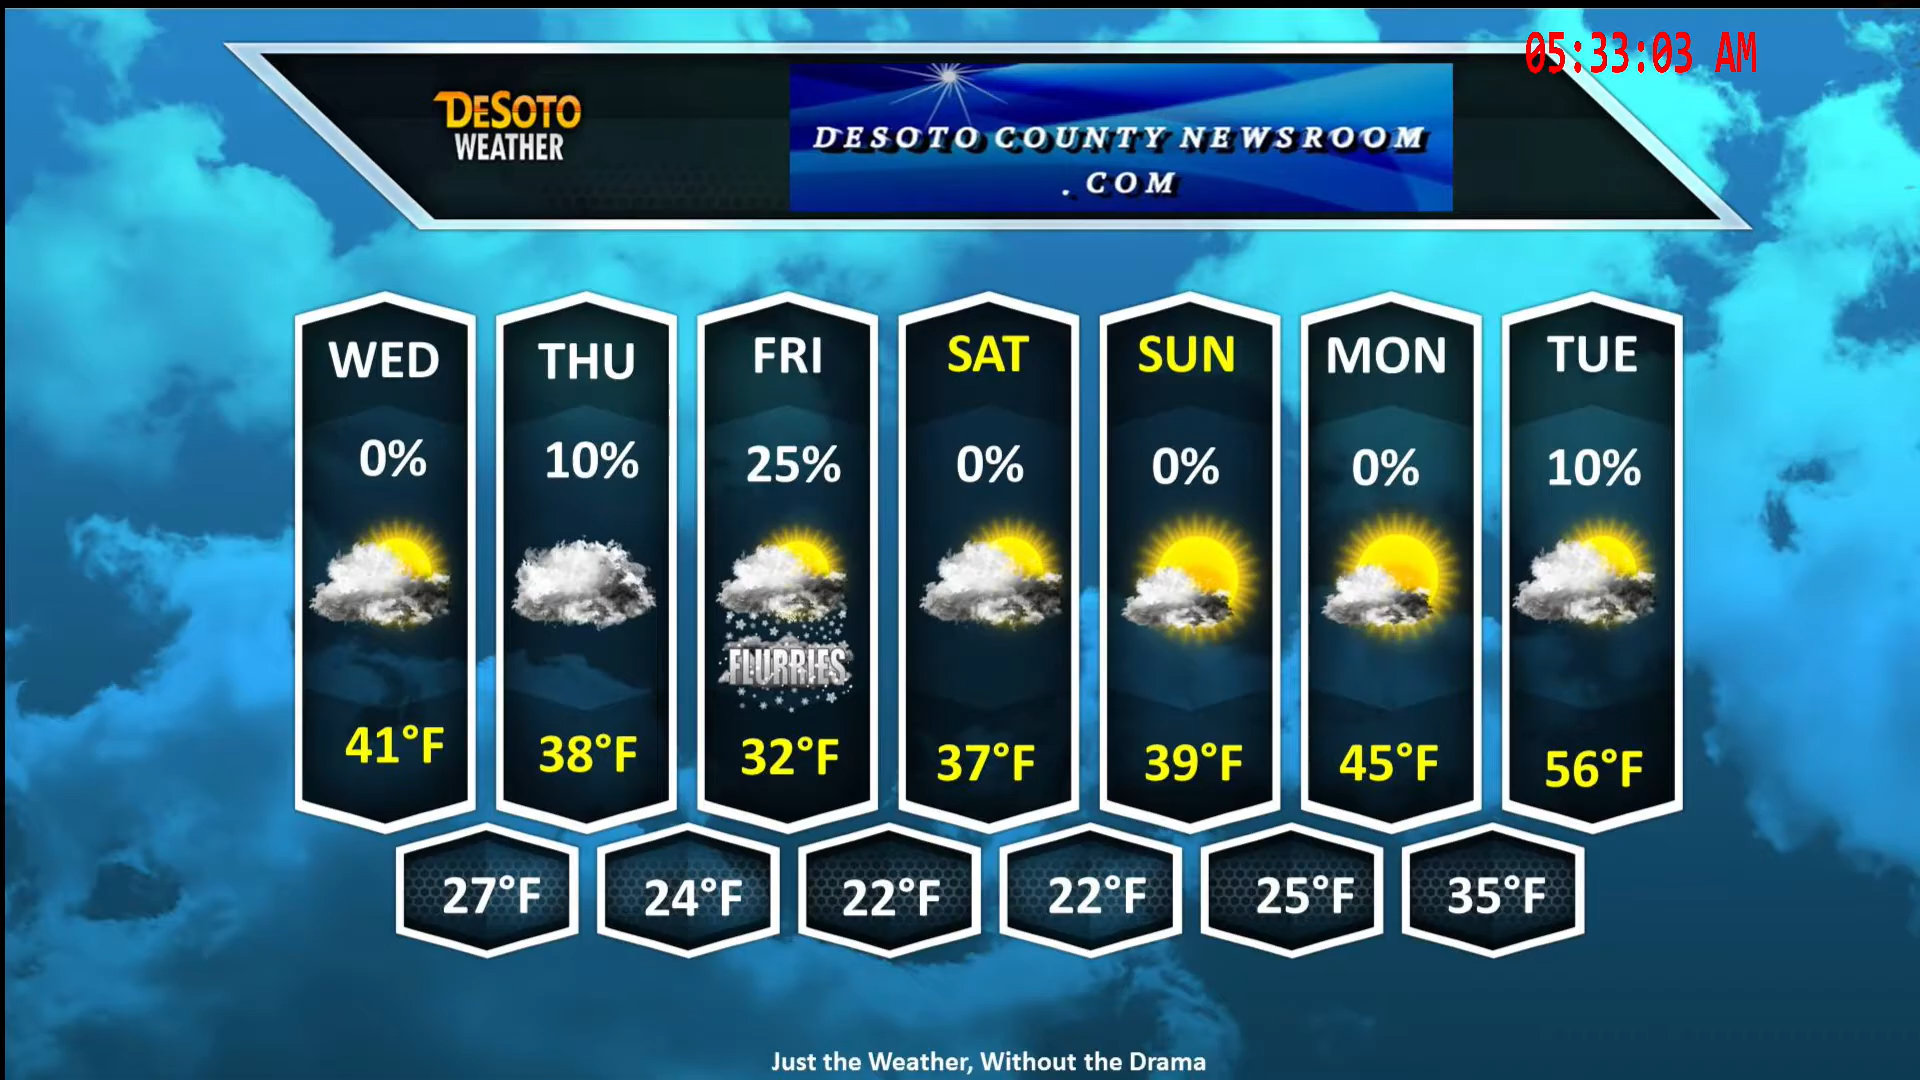 05:33:03 AM
DESOTO
WEATHER
DESOTO COUNTY NEWSROOM
.COM
WED THU FRI SAT SUN MON TUE
0% 10% 25% 0% 0% 0% 10%
FLURRIES
41°F 38°F 32°F 37°F 39°F 45°F 56°F
27°F 24°F 22°F 22°F 25°F 35°F
Just the Weather, Without the Drama